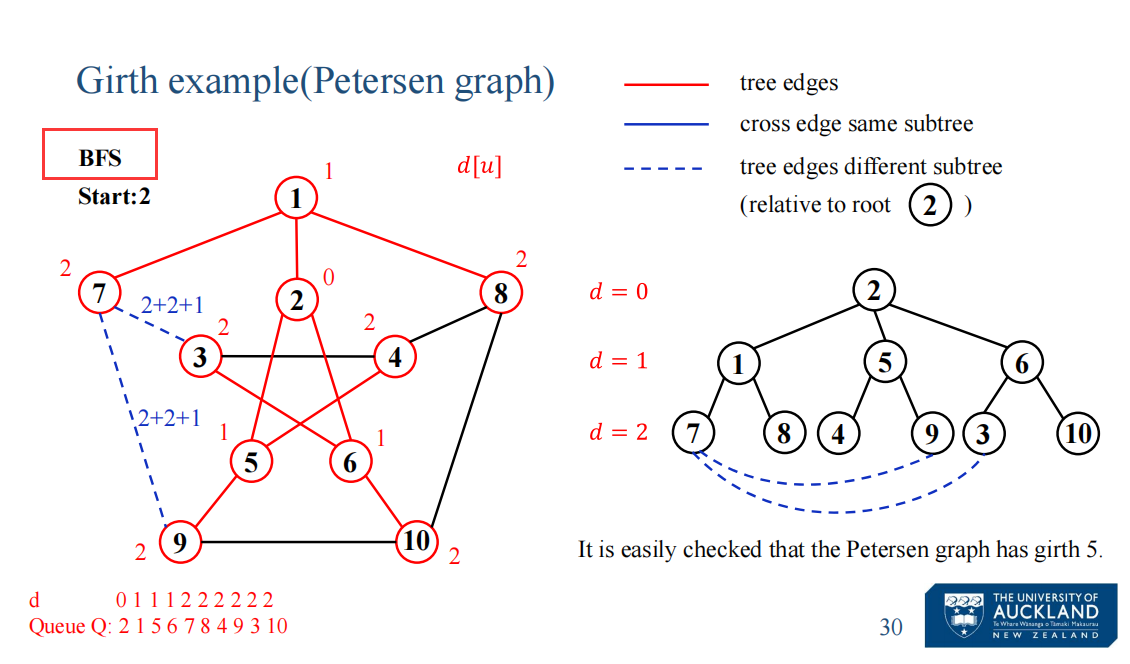 Girth example(Petersen graph)
BFS
Start:2
d[u]
tree edges
cross edge same subtree
tree edges different subtree
(relative to root 2 )
1
1
2
7
0
2
2
8
2+2+1
2
3
2
4
2+2+1
1
5
1
6
2
9
10
2
d 0 1 1 1 2 2 2 2 2 2
Queue Q: 2 1 5 6 7 8 4 9 3 10
d = 0
2
d = 1
1 5 6
d = 2
7 8 4 9 3 10
It is easily checked that the Petersen graph has girth 5.
30
THE UNIVERSITY OF
AUCKLAND
Te Whare Wānanga o Tāmaki Makaurau
NEW ZEALAND